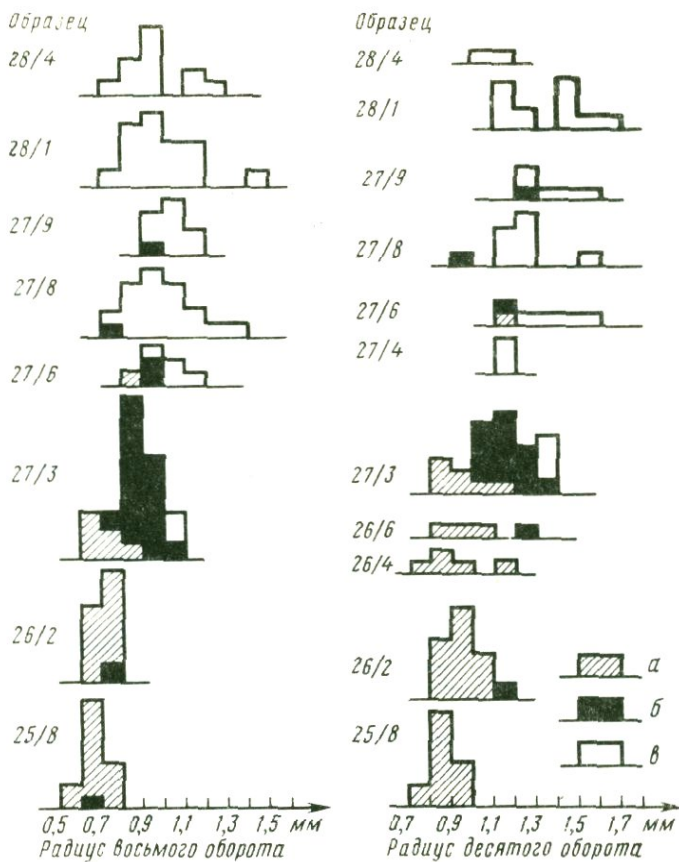 Образец
28/4
28/1
27/9
27/8
27/6
27/3
26/2
25/8
0,5 0,7 0,9 1,1 1,3 1,5 мм
Радиус восьмого оборота
Образец
28/4
28/1
27/9
27/8
27/6
27/4
27/3
26/6
26/4
26/2
25/8
0,7 0,9 1,1 1,3 1,5 1,7 мм
Радиус десятого оборота
а
б
в